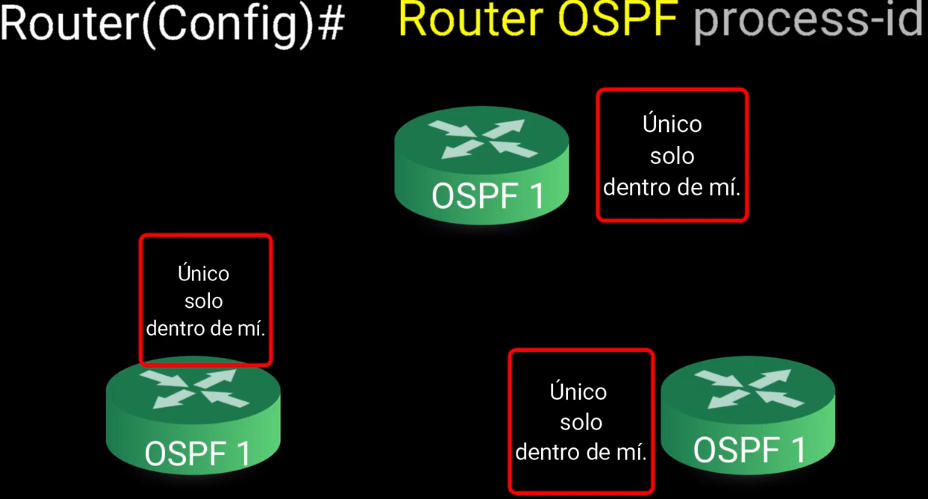 Router(Config)# Router OSPF process-id
Único
solo
dentro de mí.
OSPF 1
Único
solo
dentro de mí.
OSPF 1
Único
solo
dentro de mí.
OSPF 1